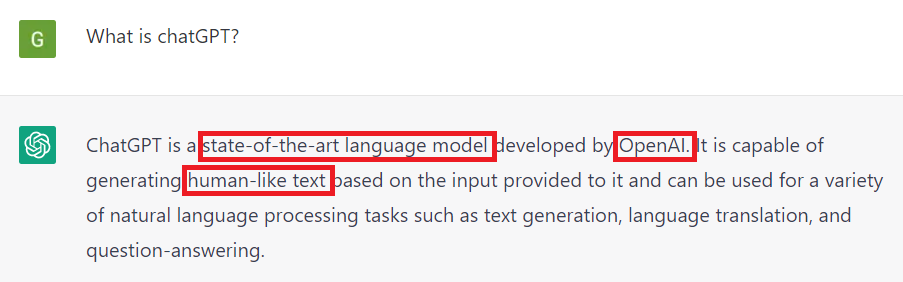 G
What is chatGPT?
ChatGPT is a state-of-the-art language model developed by OpenAI. It is capable of
generating human-like text based on the input provided to it and can be used for a variety
of natural language processing tasks such as text generation, language translation, and
question-answering.